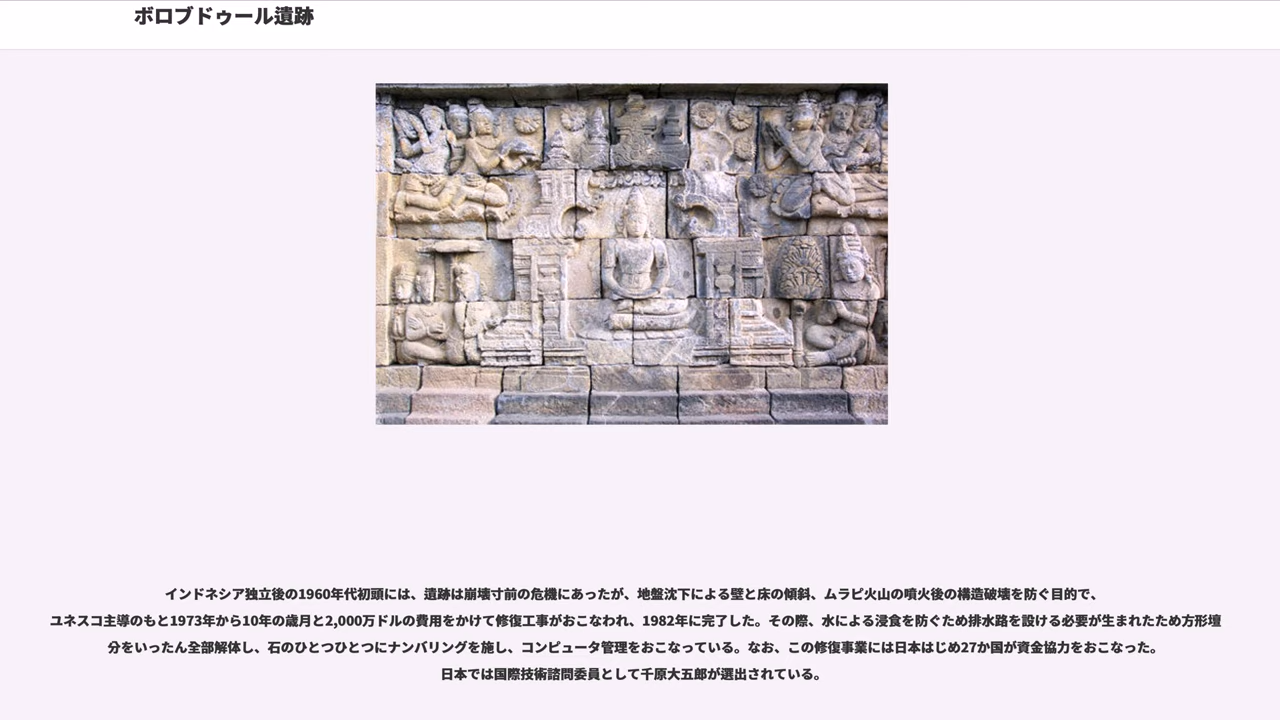 ボロブドゥール遺跡
インドネシア独立後の1960年代初頭には、遺跡は崩壊寸前の危機にあったが、地盤沈下による壁と床の傾斜、ムラピ火山の噴火後の構造破壊を防ぐ目的で、
ユネスコ主導のもと1973年から10年の歳月と2,000万ドルの費用をかけて修復工事がおこなわれ、1982年に完了した。その際、水による浸食を防ぐため排水路を設ける必要が生まれたため方形壇
分をいったん全部解体し、石のひとつひとつにナンバリングを施し、コンピュータ管理をおこなっている。なお、この修復事業には日本はじめ27か国が資金協力をおこなった。
日本では国際技術諮問委員として千原大五郎が選出されている。